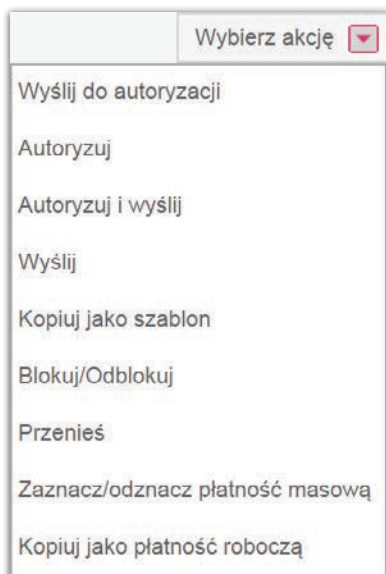 Wybierz akcję
Wyślij do autoryzacji
Autoryzuj
Autoryzuj i wyślij
Wyślij
Kopiuj jako szablon
Blokuj/Odblokuj
Przenieś
Zaznacz/odznacz płatność masową
Kopiuj jako płatność roboczą